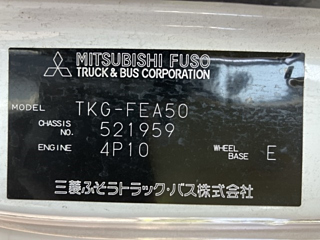 MITSUBISHI FUSO
TRUCK & BUS CORPORATION
MODEL TKG-FEA50
CHASSIS NO. 521959
ENGINE 4P10 WHEEL BASE E
三菱ふそうトラック・バス株式会社